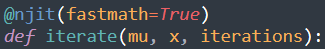 @njit(fastmath=True)
def iterate(mu, x, iterations):